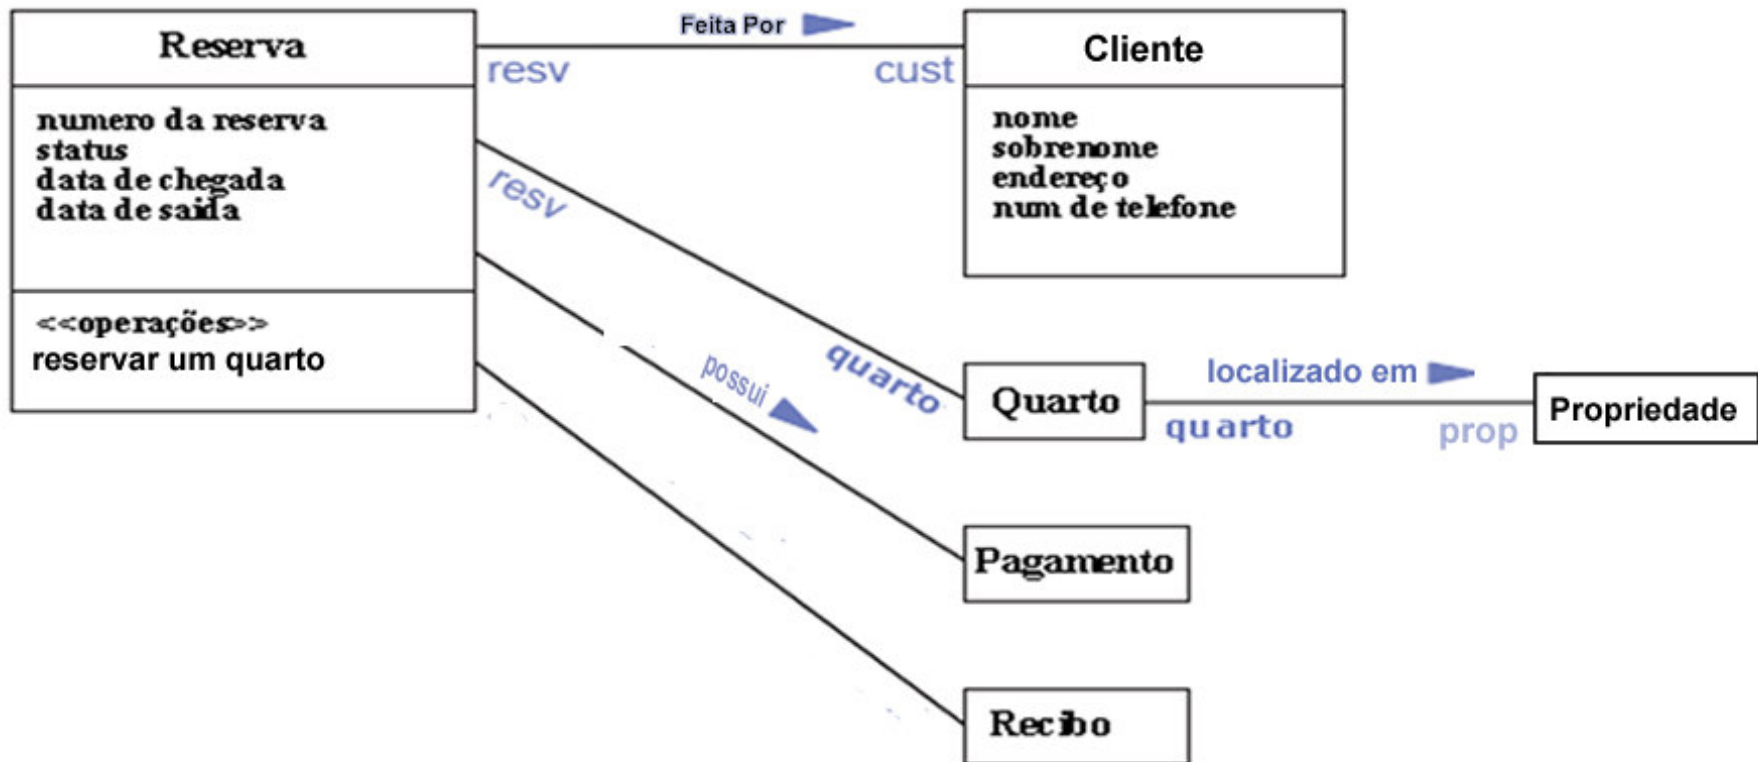 Reserva
numero da reserva
status
data de chegada
data de saida
<<operações>>
reservar um quarto
Feita Por
resv
cust
Cliente
nome
sobrenome
endereço
num de telefone
resv
quarto
Quarto
localizado em
quarto
prop
Propriedade
possui
Pagamento
Recibo